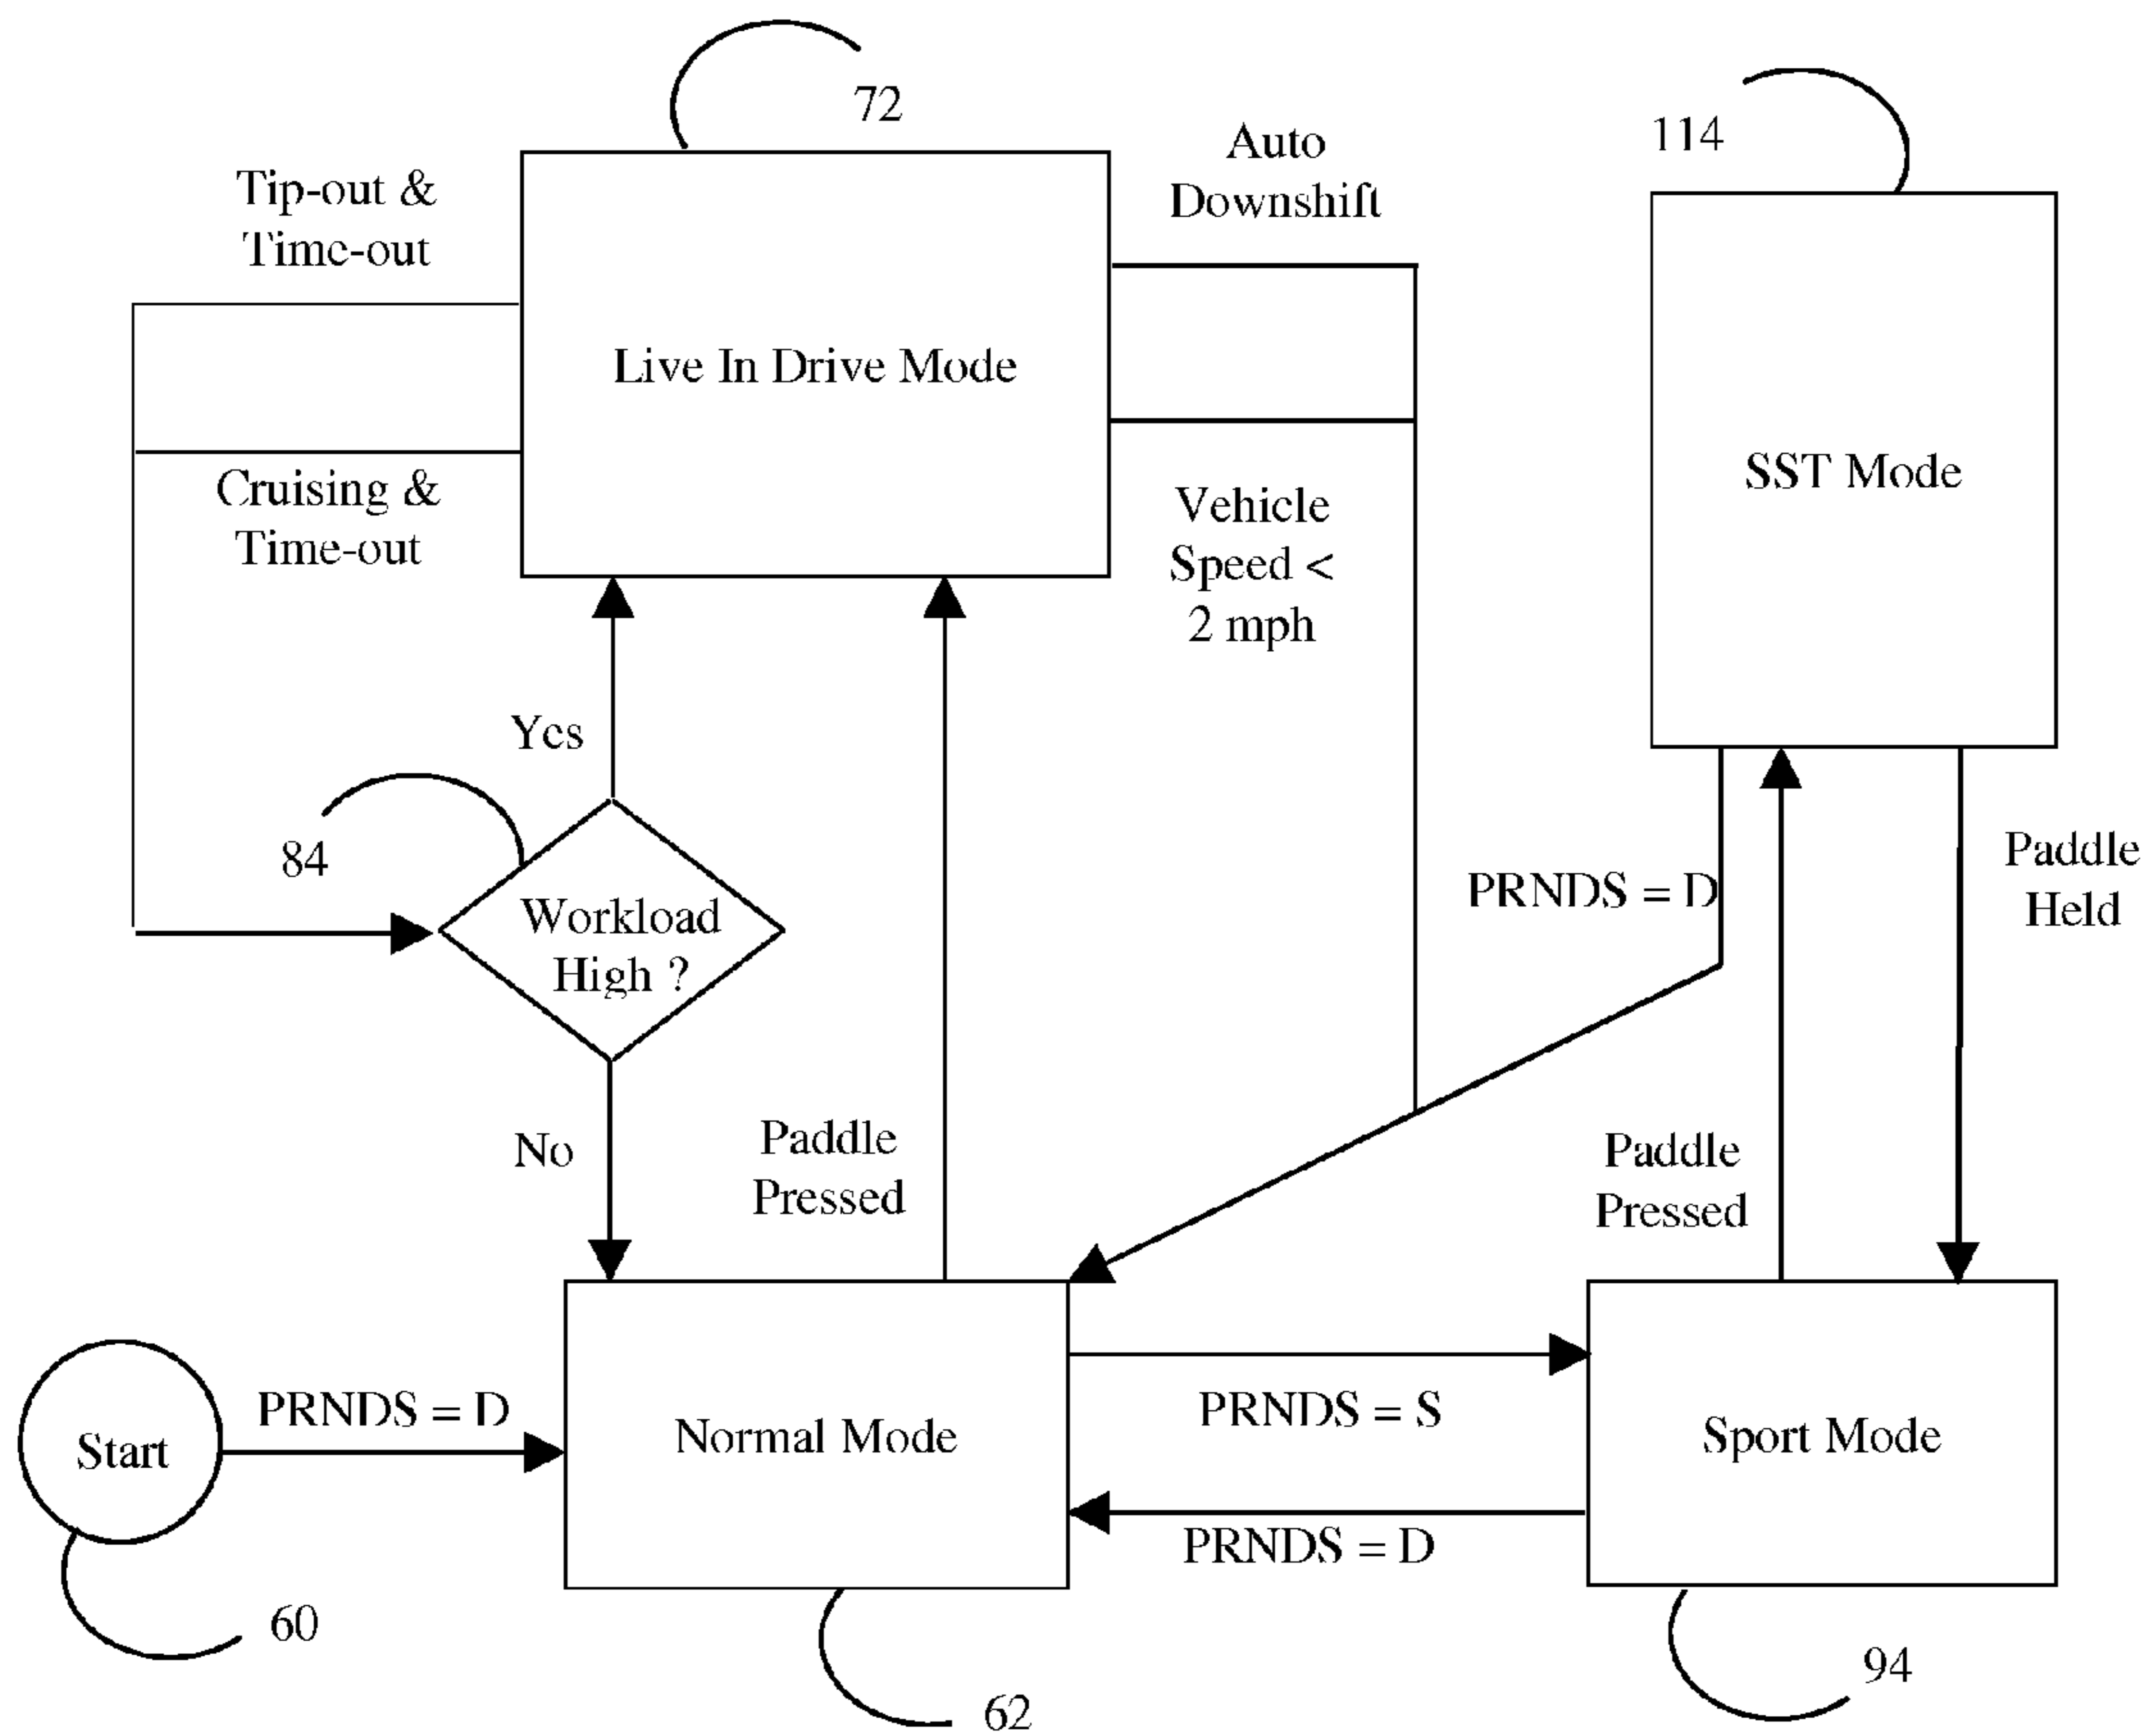 72
114
Auto
Downshift
Tip-out &
Time-out
Live In Drive Mode
SST Mode
Cruising &
Time-out
Vehicle
Speed <
2 mph
Yes
84
Workload
High ?
PRNDS = D
Paddle
Held
No
Paddle
Pressed
Paddle
Pressed
Start
PRNDS = D
Normal Mode
PRNDS = S
Sport Mode
PRNDS = D
60
62
94